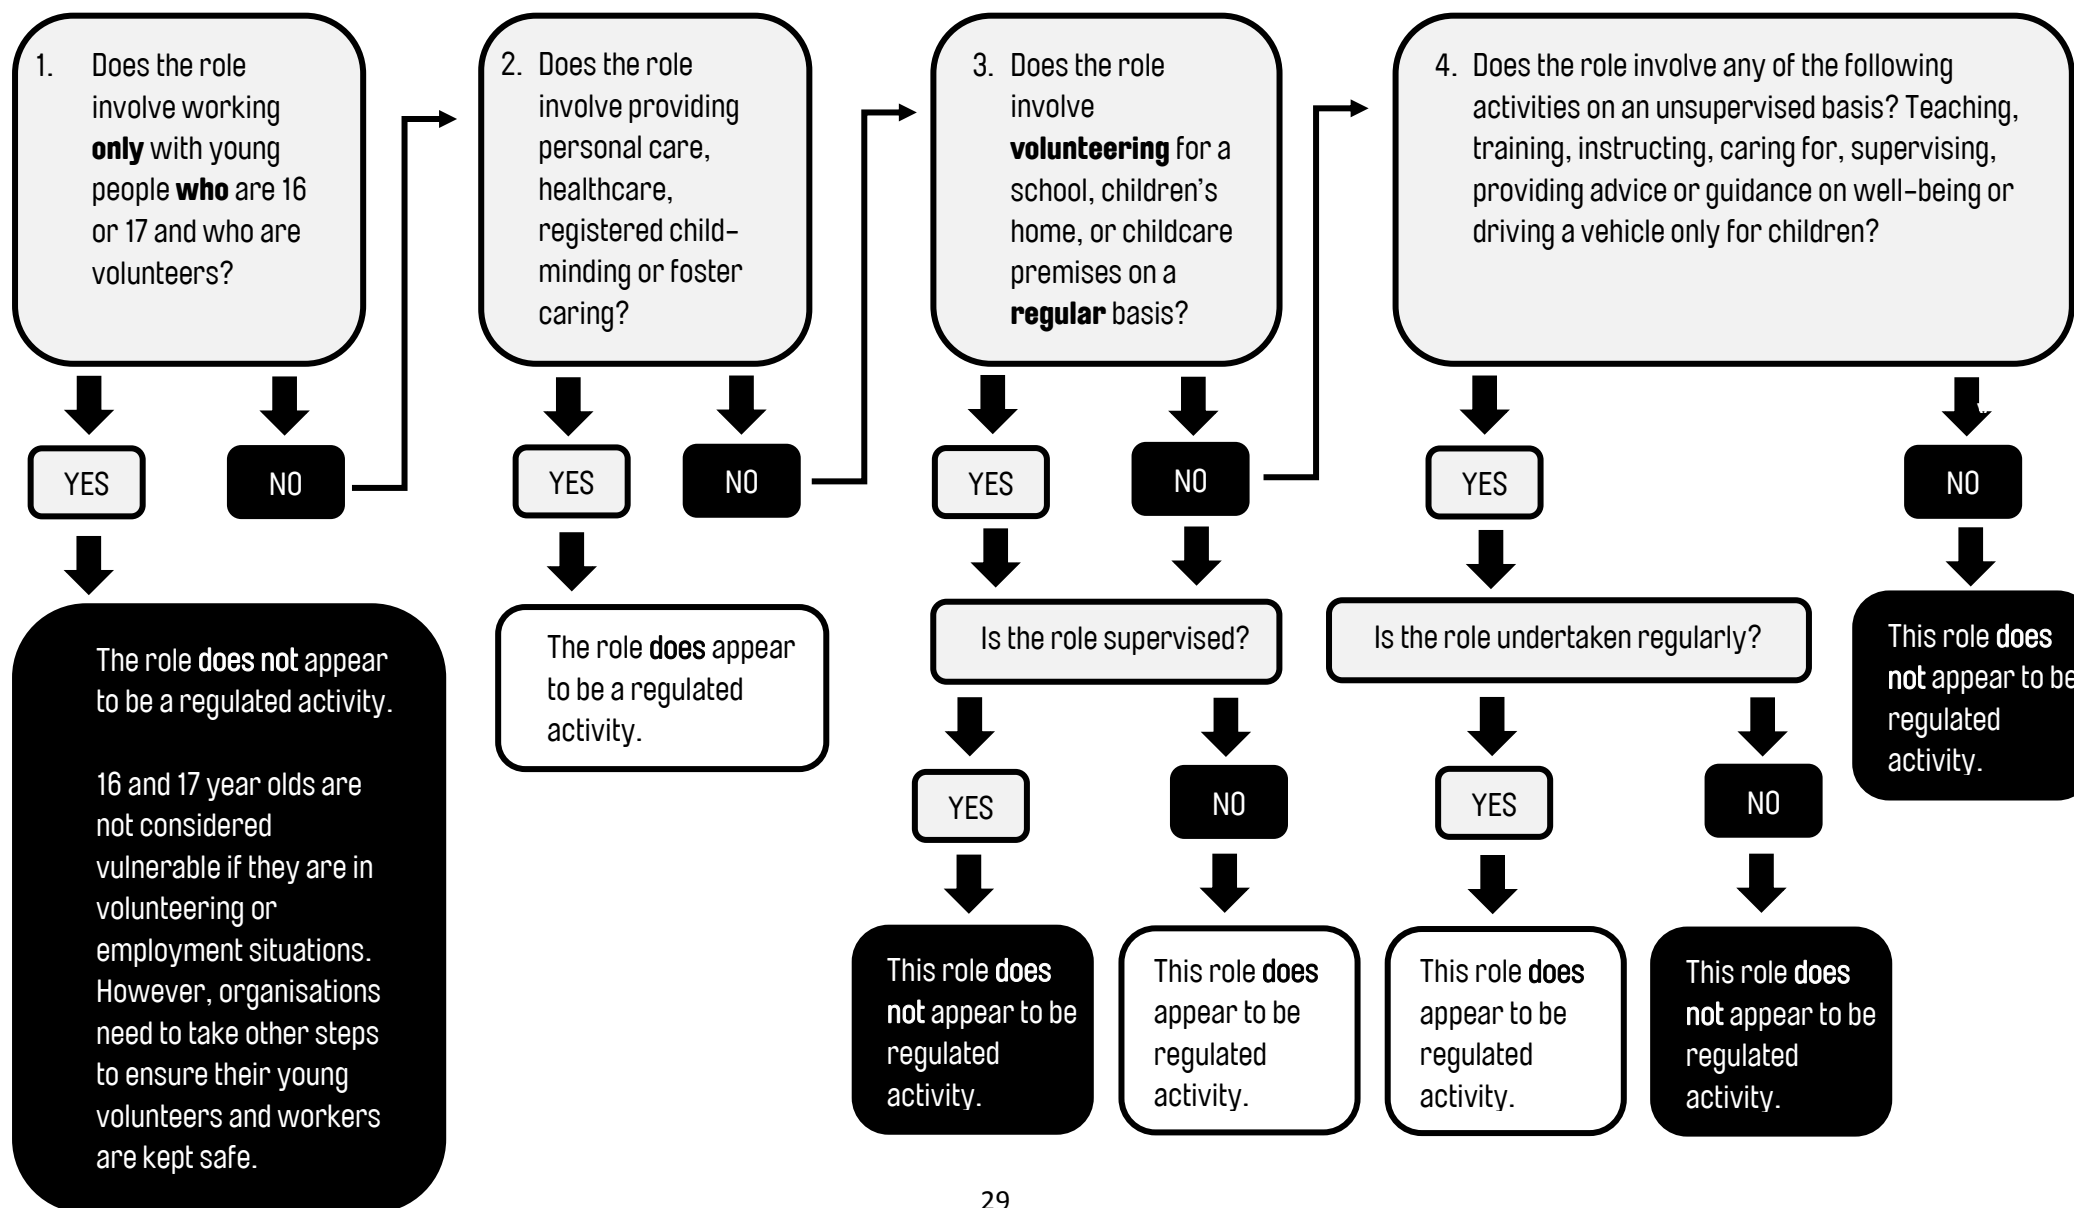 1. Does the role
involve working
only with young
people who are 16
or 17 and who are
volunteers?
YES
NO
The role does not appear
to be a regulated activity.
16 and 17 year olds are
not considered
vulnerable if they are in
volunteering or
employment situations.
However, organisations
need to take other steps
to ensure their young
volunteers and workers
are kept safe.
2. Does the role
involve providing
personal care,
healthcare,
registered child-
minding or foster
caring?
YES
NO
The role does appear
to be a regulated
activity.
3. Does the role
involve
volunteering for a
school, children's
home, or childcare
premises on a
regular basis?
YES
NO
Is the role supervised?
YES
NO
This role does
not appear to be
regulated
activity.
This role does
appear to be
regulated
activity.
4. Does the role involve any of the following
activities on an unsupervised basis? Teaching,
training, instructing, caring for, supervising,
providing advice or guidance on well-being or
driving a vehicle only for children?
YES
NO
Is the role undertaken regularly?
YES
NO
This role does
appear to be
regulated
activity.
This role does
not appear to be
regulated
activity.
This role does
not appear to be
regulated
activity.
29